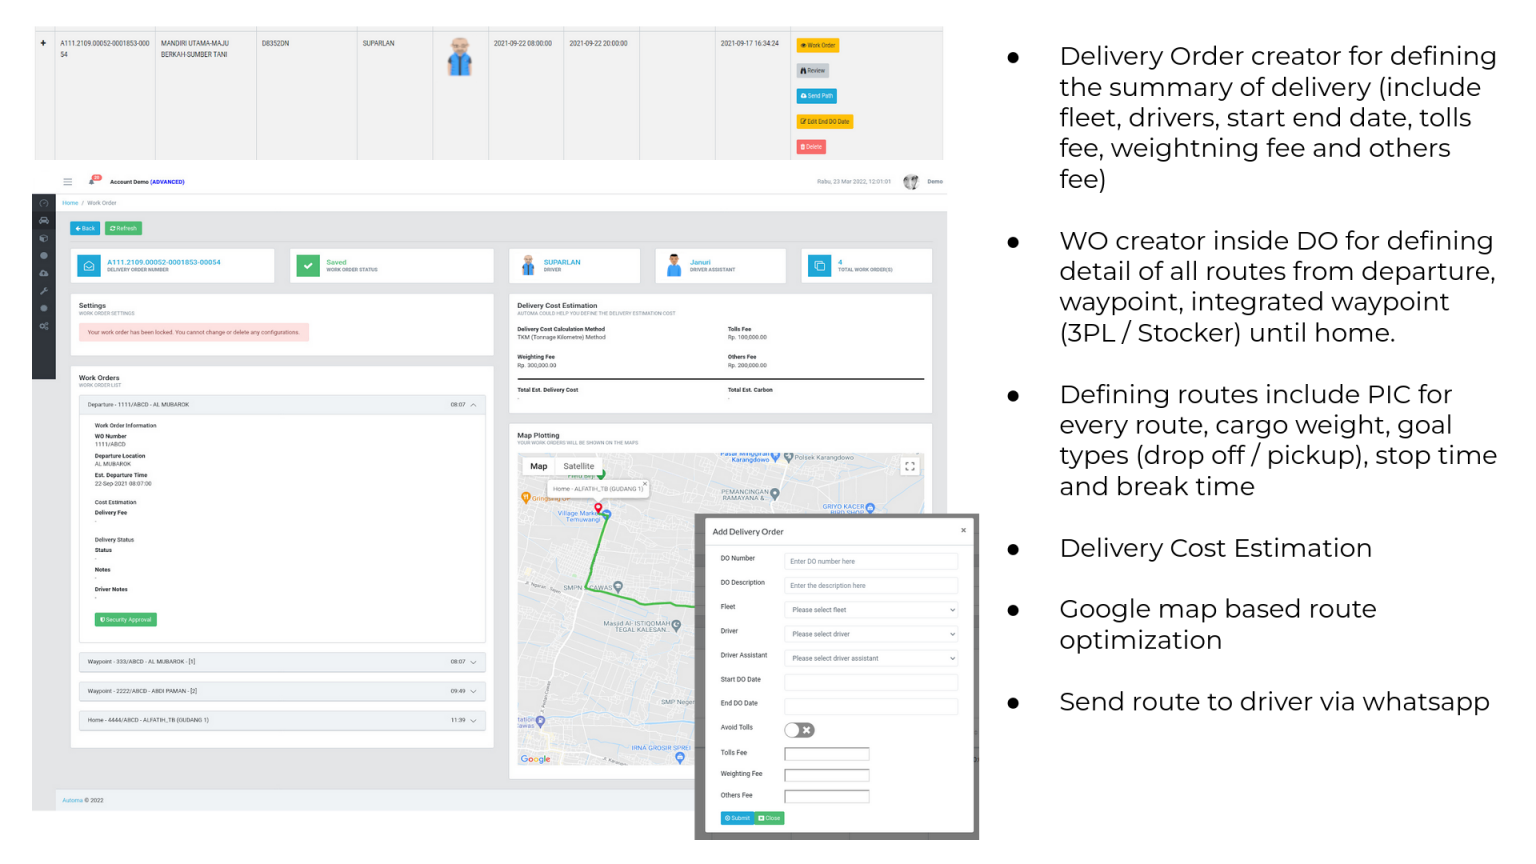 A111.2109.00052-0001853-000
54
MANDIRI UTAMA-MAJU
BERKAH-SUMBER TANI
D8352DN
SUPARLAN
2021-09-22 08:00:00
2021-09-22 20:00:00
2021-09-17 16:34:24
Work Order
Review
Send Path
Edit End DO Date
Delete
Account Demo (ADVANCED)
Rabu, 23 Mar 2022, 12:01:01
Demo
Home / Work Order
Back
Refresh
A111.2109.00052-0001853-00054
DELIVERY ORDER NUMBER
Saved
WORK ORDER STATUS
SUPARLAN
DRIVER
Januri
DRIVER ASSISTANT
4
TOTAL WORK ORDER(S)
Settings
WORK ORDER SETTINGS
Your work order has been locked. You cannot change or delete any configurations.
Work Orders
WORK ORDER LIST
Departure - 1111/ABCD - AL MUBAROK
08:07
Work Order Information
WO Number
1111/ABCD
Departure Location
AL MUBAROK
Est. Departure Time
22-Sep-2021 08:07:00
Cost Estimation
Delivery Fee
-
Delivery Status
Status
-
Notes
-
Driver Notes
-
Security Approval
Waypoint - 333/ABCD - AL MUBAROK - [1]
08:07
Waypoint - 2222/ABCD - ABDI PAMAN - [2]
09:49
Home - 4444/ABCD - ALFATIH_TB (GUDANG 1)
11:39
Automa © 2022
Delivery Cost Estimation
AUTOMA COULD HELP YOU DEFINE THE DELIVERY ESTIMATION COST
Delivery Cost Calculation Method
TKM (Tonnage Kilometre) Method
Tolls Fee
Rp. 100,000.00
Weighting Fee
Rp. 300,000.00
Others Fee
Rp. 200,000.00
Total Est. Delivery Cost
-
Total Est. Carbon
-
Map Plotting
YOUR WORK ORDERS WILL BE SHOWN ON THE MAPS
Map
Satellite
Karangdowo
Polsek Karangdowo
Home - ALFATIH_TB (GUDANG 1)
PEMANCINGAN
RAMAYANA &
GRIYO KACER
Village Market
Temuwangi
SMPN
CAWAS
Masjid Al-ISTIQOMAH
TEGAL KALESAN...
SMP Neger
IRNA GROSIR SPREI
Google
Add Delivery Order
×
DO Number
Enter DO number here
DO Description
Enter the description here
Fleet
Please select fleet
Driver
Please select driver
Driver Assistant
Please select driver assistant
Start DO Date
End DO Date
Avoid Tolls
Tolls Fee
Weighting Fee
Others Fee
Submit
Close
● Delivery Order creator for defining
the summary of delivery (include
fleet, drivers, start end date, tolls
fee, weightning fee and others
fee)
● WO creator inside DO for defining
detail of all routes from departure,
waypoint, integrated waypoint
(3PL / Stocker) until home.
● Defining routes include PIC for
every route, cargo weight, goal
types (drop off / pickup), stop time
and break time
● Delivery Cost Estimation
● Google map based route
optimization
● Send route to driver via whatsapp